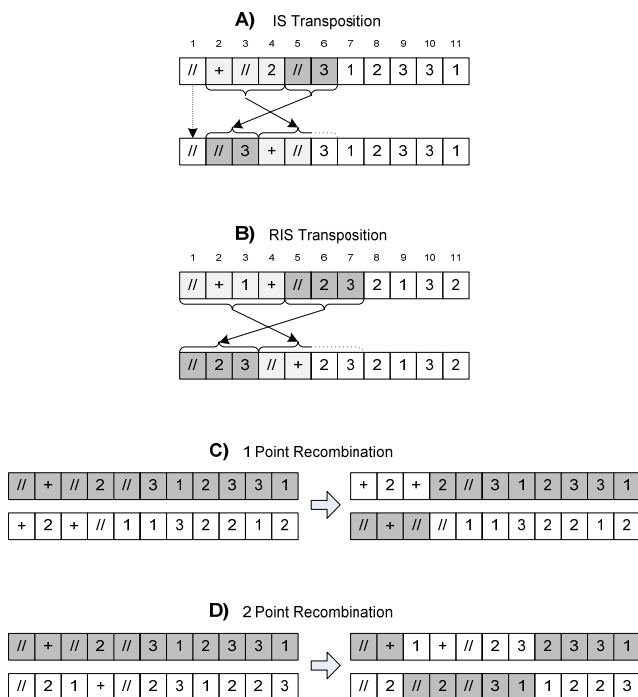 A) IS Transposition
1 2 3 4 5 6 7 8 9 10 11
// + // 2 // 3 1 2 3 3 1
// // 3 + // 3 1 2 3 3 1
B) RIS Transposition
1 2 3 4 5 6 7 8 9 10 11
// + 1 + // 2 3 2 1 3 2
// 2 3 // + 2 3 2 1 3 2
C) 1 Point Recombination
// + // 2 // 3 1 2 3 3 1
+ 2 + 2 // 3 1 2 3 3 1
+ 2 + // 1 1 3 2 2 1 2
// + // // 1 1 3 2 2 1 2
D) 2 Point Recombination
// + // 2 // 3 1 2 3 3 1
// + 1 + // 2 3 2 3 3 1
// 2 1 + // 2 3 1 2 2 3
// 2 // 2 // 3 1 1 2 2 3